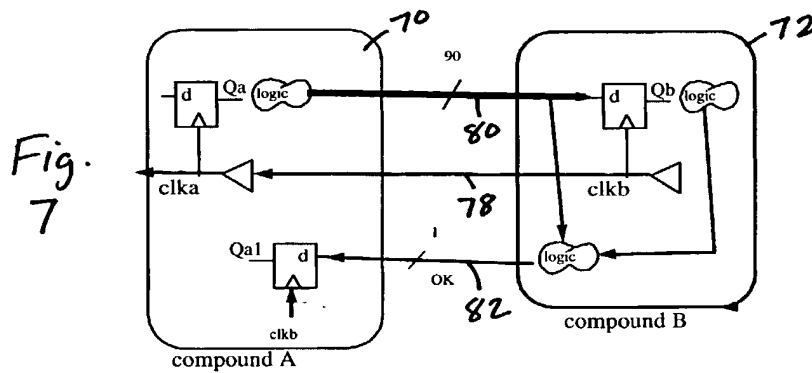 70
72
90
Qa
logic
d
80
d
Qb
logic
Fig.
7
clka
78
clkb
1
Qa1
d
OK
logic
82
clkb
compound A
compound B